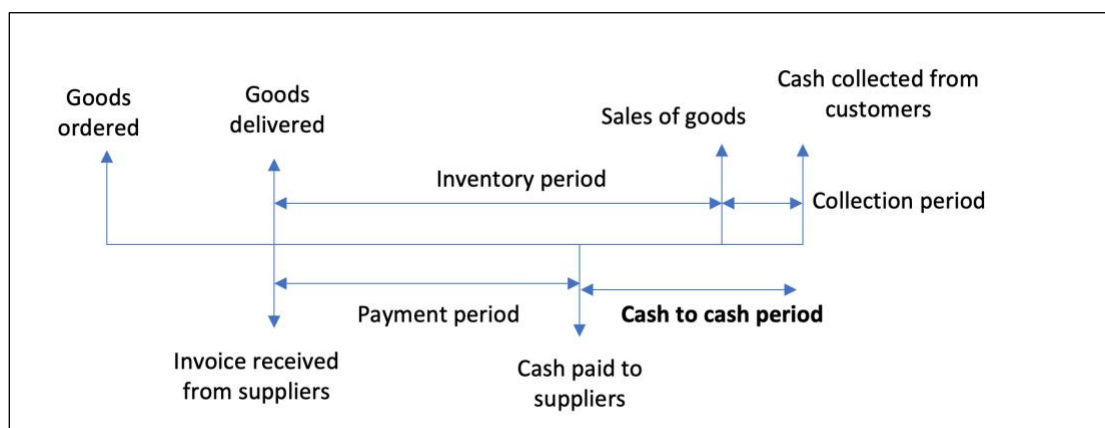 Goods
ordered
Goods
delivered
Sales of goods
Cash collected from
customers
Inventory period
Collection period
Payment period
Cash to cash period
Invoice received
from suppliers
Cash paid to
suppliers